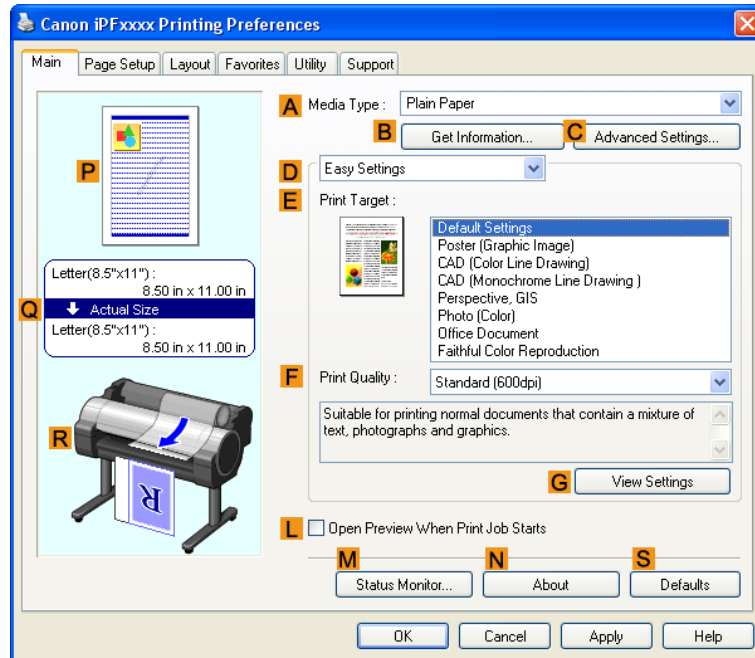 Canon iPFxxxx Printing Preferences
Main Page Setup Layout Favorites Utility Support
P
Q
Letter(8.5"x11") :
8.50 in x 11.00 in
Actual Size
Letter(8.5"x11") :
8.50 in x 11.00 in
R
R
A Media Type : Plain Paper
B Get Information... C Advanced Settings...
D Easy Settings
E Print Target :
Default Settings
Poster (Graphic Image)
CAD (Color Line Drawing)
CAD (Monochrome Line Drawing )
Perspective, GIS
Photo (Color)
Office Document
Faithful Color Reproduction
F Print Quality : Standard (600dpi)
Suitable for printing normal documents that contain a mixture of
text, photographs and graphics.
G View Settings
L Open Preview When Print Job Starts
M N S
Status Monitor... About Defaults
OK Cancel Apply Help